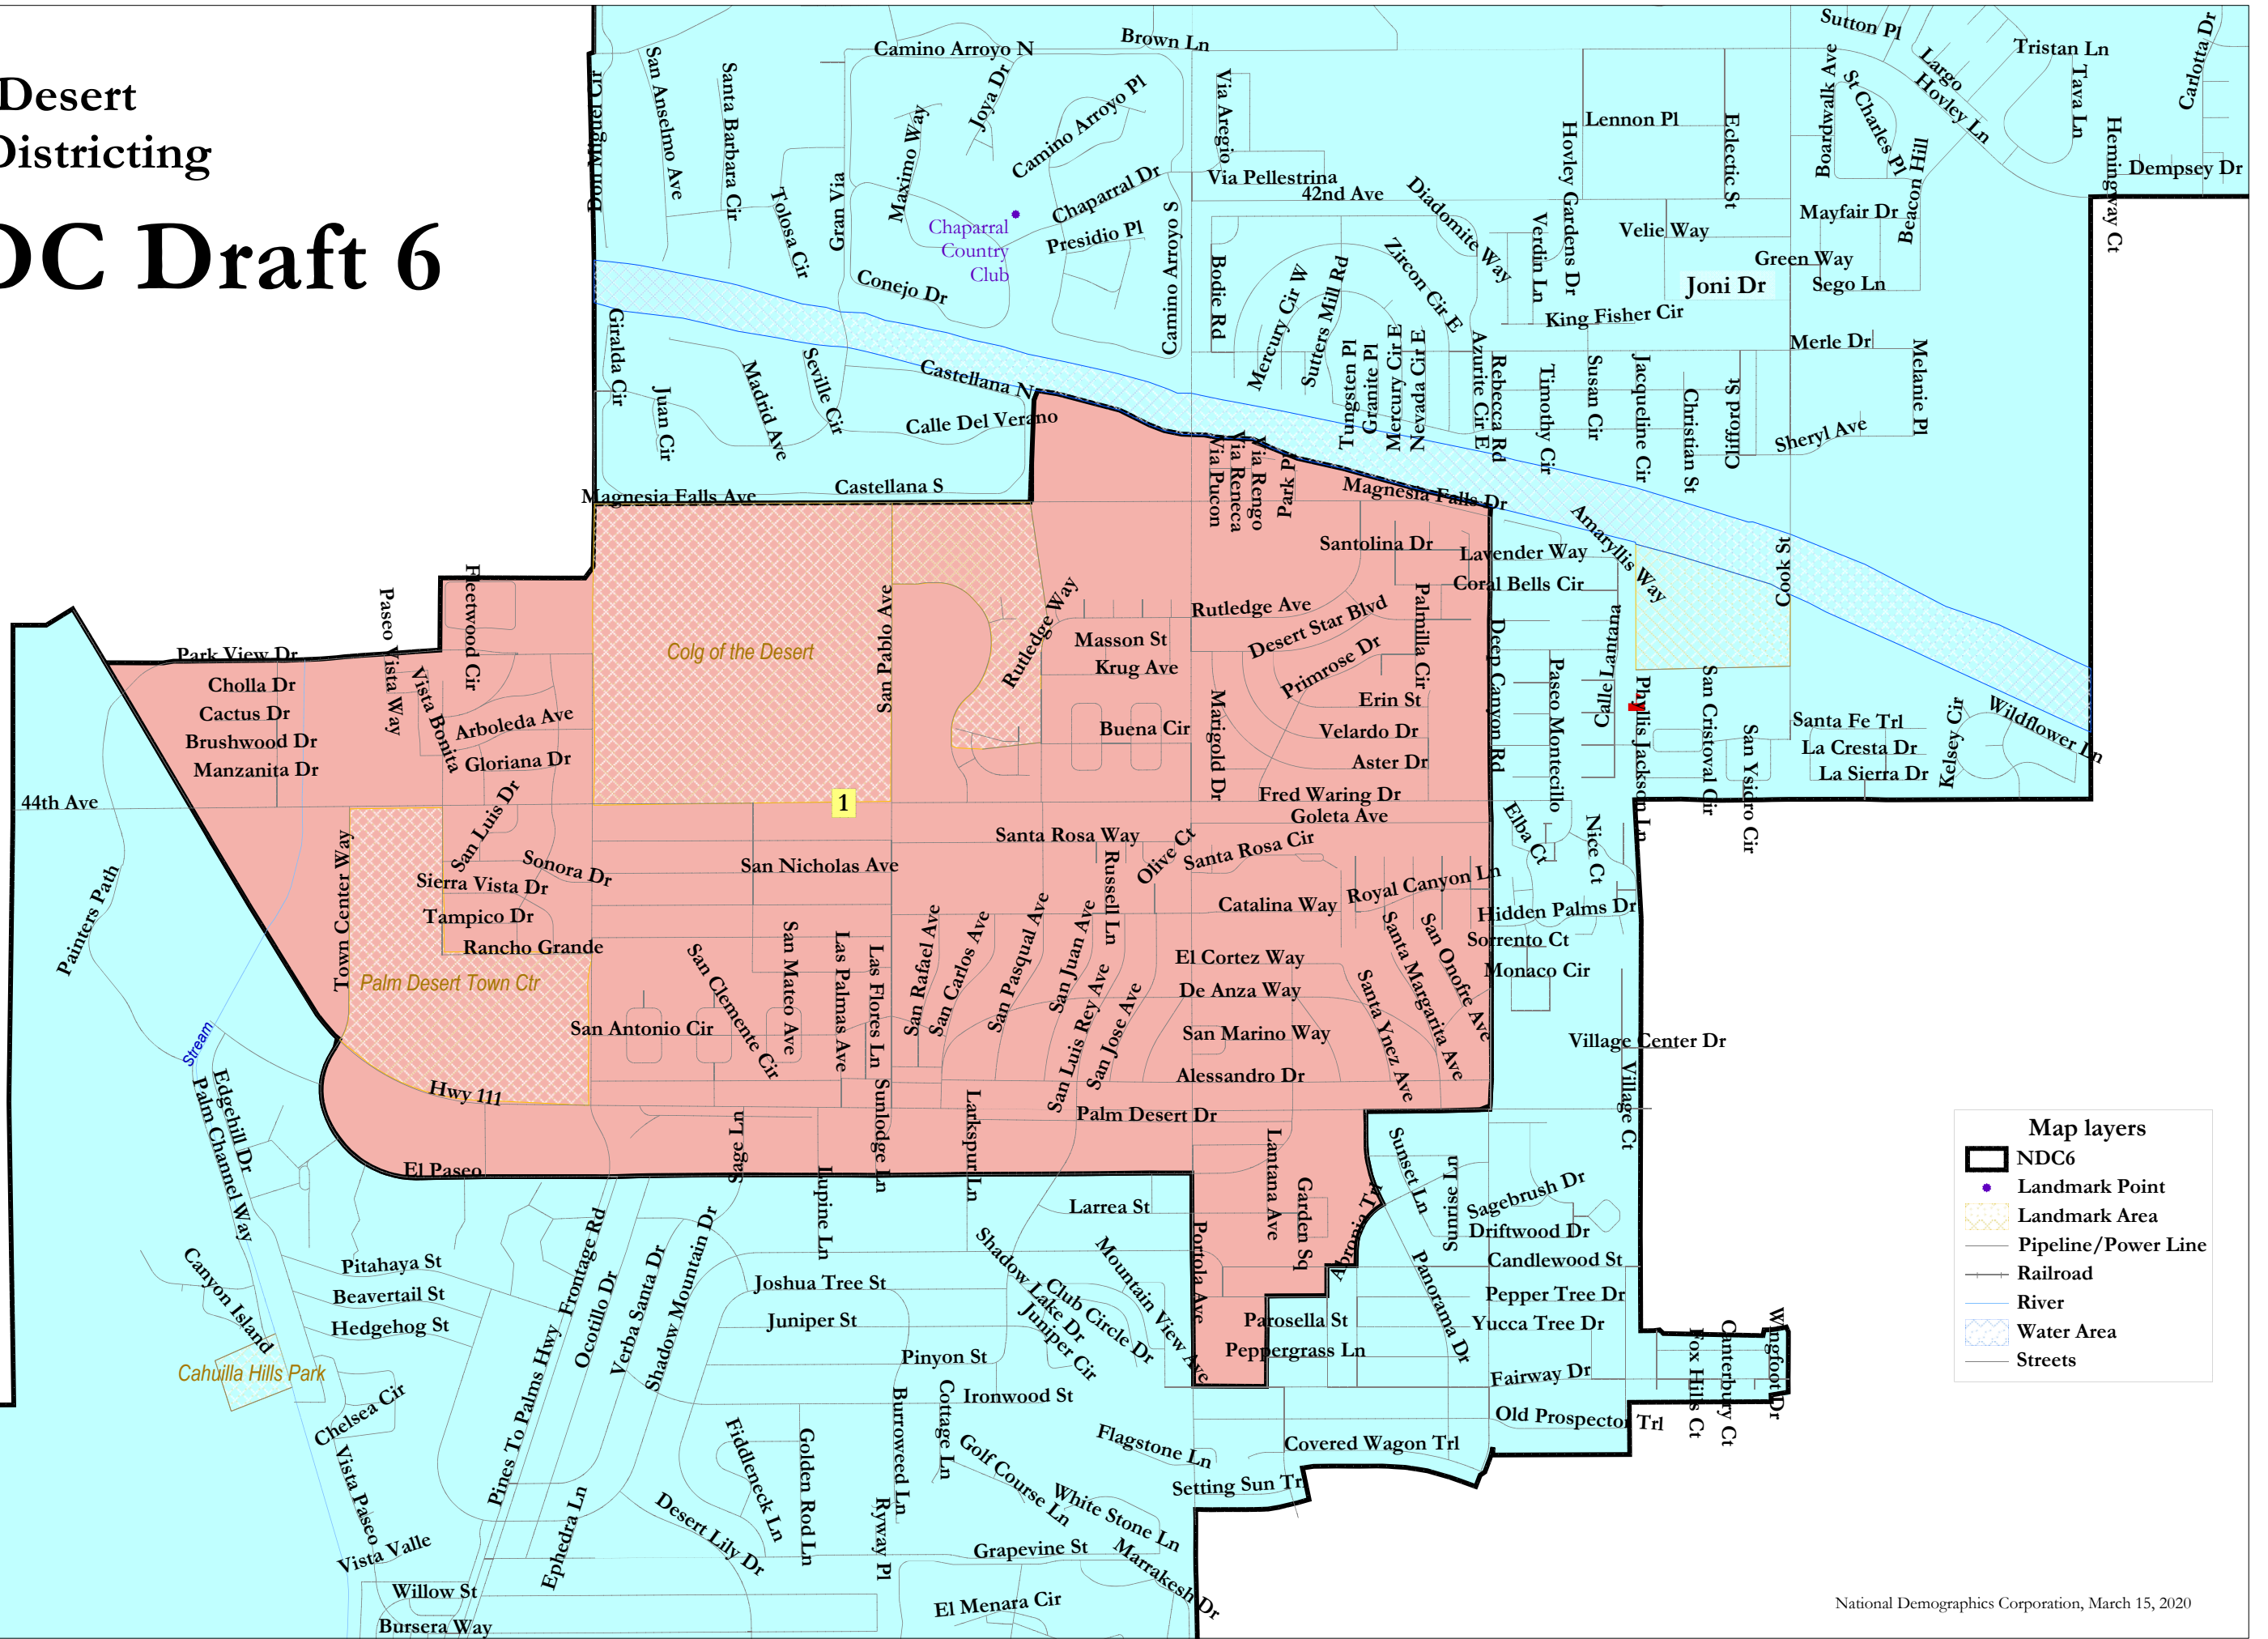 Desert
Districting
DC Draft 6
Camino Arroyo N
Brown Ln
Sutton Pl
Tristan Ln
Carlotta Dr
Largo
Hovley Ln
Tava Ln
Boardwalk Ave
St Charles Pl
Beacon Hill
Hemingway Ct
Dempsey Dr
Don Miguel Cir
San Anselmo Ave
Santa Barbara Cir
Tolosa Cir
Gran Via
Maximo Way
Joya Dr
Camino Arroyo Pl
Chaparral Dr
Presidio Pl
Chaparral
Country
Club
Conejo Dr
Camino Arroyo S
Via Aregio
Via Pellestrina
42nd Ave
Diadomite Way
Hovley Gardens Dr
Lennon Pl
Eclectic St
Velie Way
Verdin Ln
Mayfair Dr
Green Way
Sego Ln
Joni Dr
King Fisher Cir
Merle Dr
Melanie Pl
Sheryl Ave
Bodie Rd
Mercury Cir W
Sutters Mill Rd
Zircon Cir E
Tungsten Pl
Granite Pl
Mercury Cir E
Nevada Cir E
Azurite Cir E
Rebecca Rd
Timothy Cir
Susan Cir
Jacqueline Cir
Christian St
Clifford St
Giralda Cir
Juan Cir
Madrid Ave
Seville Cir
Castellana N
Calle Del Verano
Castellana S
Magnesia Falls Ave
Via Pucon
Via Reneca
Via Rengo
Park Pl
Magnesia Falls Dr
Santolina Dr
Lavender Way
Amaryllis Way
Coral Bells Cir
Cook St
Fleetwood Cir
Paseo Vista Way
Park View Dr
Cholla Dr
Cactus Dr
Brushwood Dr
Manzanita Dr
Vista Bonita
Arboleda Ave
Gloriana Dr
Colg of the Desert
San Pablo Ave
Rutledge Way
Rutledge Ave
Masson St
Krug Ave
Buena Cir
Desert Star Blvd
Primrose Dr
Palmilla Cir
Erin St
Velardo Dr
Aster Dr
Marigold Dr
Deep Canyon Rd
Paseo Montecillo
Calle Lantana
Phyllis Jackson Ln
San Cristoval Cir
San Ysidro Cir
Santa Fe Trl
La Cresta Dr
La Sierra Dr
Kelsey Cir
Wildflower Ln
44th Ave
1
Fred Waring Dr
Goleta Ave
Elba Ct
Nice Ct
San Luis Dr
Sonora Dr
Sierra Vista Dr
Tampico Dr
Rancho Grande
Town Center Way
Palm Desert Town Ctr
San Nicholas Ave
Santa Rosa Way
Olive Ct
Santa Rosa Cir
Russell Ln
Catalina Way
Royal Canyon Ln
Hidden Palms Dr
Sorrento Ct
Monaco Cir
Painters Path
Stream
San Antonio Cir
San Clemente Cir
San Mateo Ave
Las Palmas Ave
Las Flores Ln
San Rafael Ave
San Carlos Ave
San Pasqual Ave
San Juan Ave
San Luis Rey Ave
San Jose Ave
El Cortez Way
De Anza Way
San Marino Way
Alessandro Dr
Santa Ynez Ave
Santa Margarita Ave
San Onofre Ave
Village Center Dr
Village Ct
Hwy 111
Palm Desert Dr
Edgehill Dr
Palm Channel Way
El Paseo
Sage Ln
Lupine Ln
Sunlodge Ln
Larkspur Ln
Larrea St
Portola Ave
Lantana Ave
Garden Sq
Abronia Trl
Sunset Ln
Sunrise Ln
Sagebrush Dr
Driftwood Dr
Candlewood St
Pepper Tree Dr
Yucca Tree Dr
Fairway Dr
Old Prospector Trl
Panorama Dr
Parosella St
Peppergrass Ln
Fox Hills Ct
Canterbury Ct
Wingfoot Dr
Canyon Island
Cahuilla Hills Park
Pitahaya St
Beavertail St
Hedgehog St
Chelsea Cir
Vista Paseo
Vista Valle
Willow St
Bursera Way
Pines To Palms Hwy
Frontage Rd
Ocotillo Dr
Verba Santa Dr
Shadow Mountain Dr
Joshua Tree St
Juniper St
Pinyon St
Ironwood St
Shadow Lake Dr
Club Circle Dr
Juniper Cir
Mountain View Ave
Ephedra Ln
Desert Lily Dr
Fiddleneck Ln
Golden Rod Ln
Burroweed Ln
Ryway Pl
Cottage Ln
Golf Course Ln
White Stone Ln
Flagstone Ln
Covered Wagon Trl
Setting Sun Trl
Grapevine St
Marrakesh Dr
El Menara Cir
Map layers
NDC6
Landmark Point
Landmark Area
Pipeline/Power Line
Railroad
River
Water Area
Streets
National Demographics Corporation, March 15, 2020